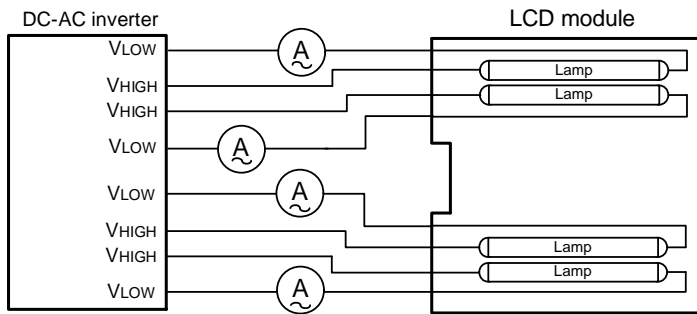 DC-AC inverter
LCD module
VLOW
A
Lamp
VHIGH
Lamp
VHIGH
VLOW
A
VLOW
A
VHIGH
Lamp
VHIGH
Lamp
VLOW
A